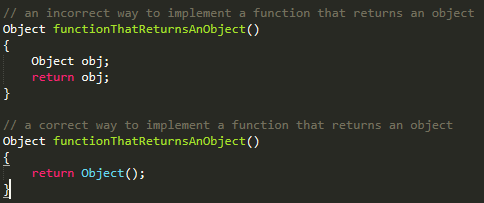 // an incorrect way to implement a function that returns an object
Object functionThatReturnsAnObject()
{
    Object obj;
    return obj;
}
// a correct way to implement a function that returns an object
Object functionThatReturnsAnObject()
{
    return Object();
}